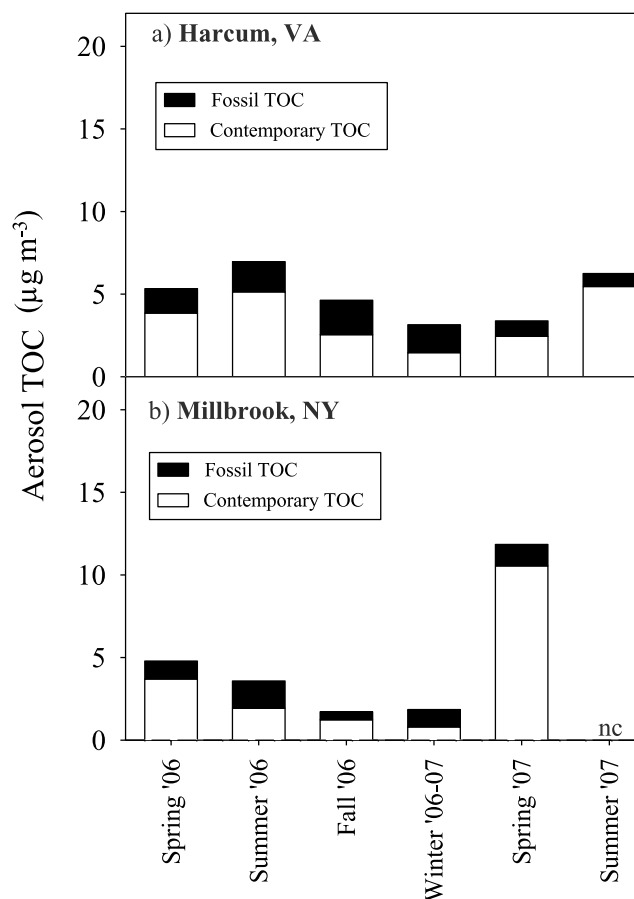 Aerosol TOC (µg m-3)
a) Harcum, VA
Fossil TOC
Contemporary TOC
20
15
10
5
0
b) Millbrook, NY
Fossil TOC
Contemporary TOC
20
15
10
5
0
nc
Spring '06
Summer '06
Fall '06
Winter '06-07
Spring '07
Summer '07